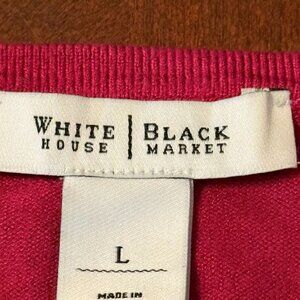 WHITE | BLACK
HOUSE | MARKET
L
MADE IN